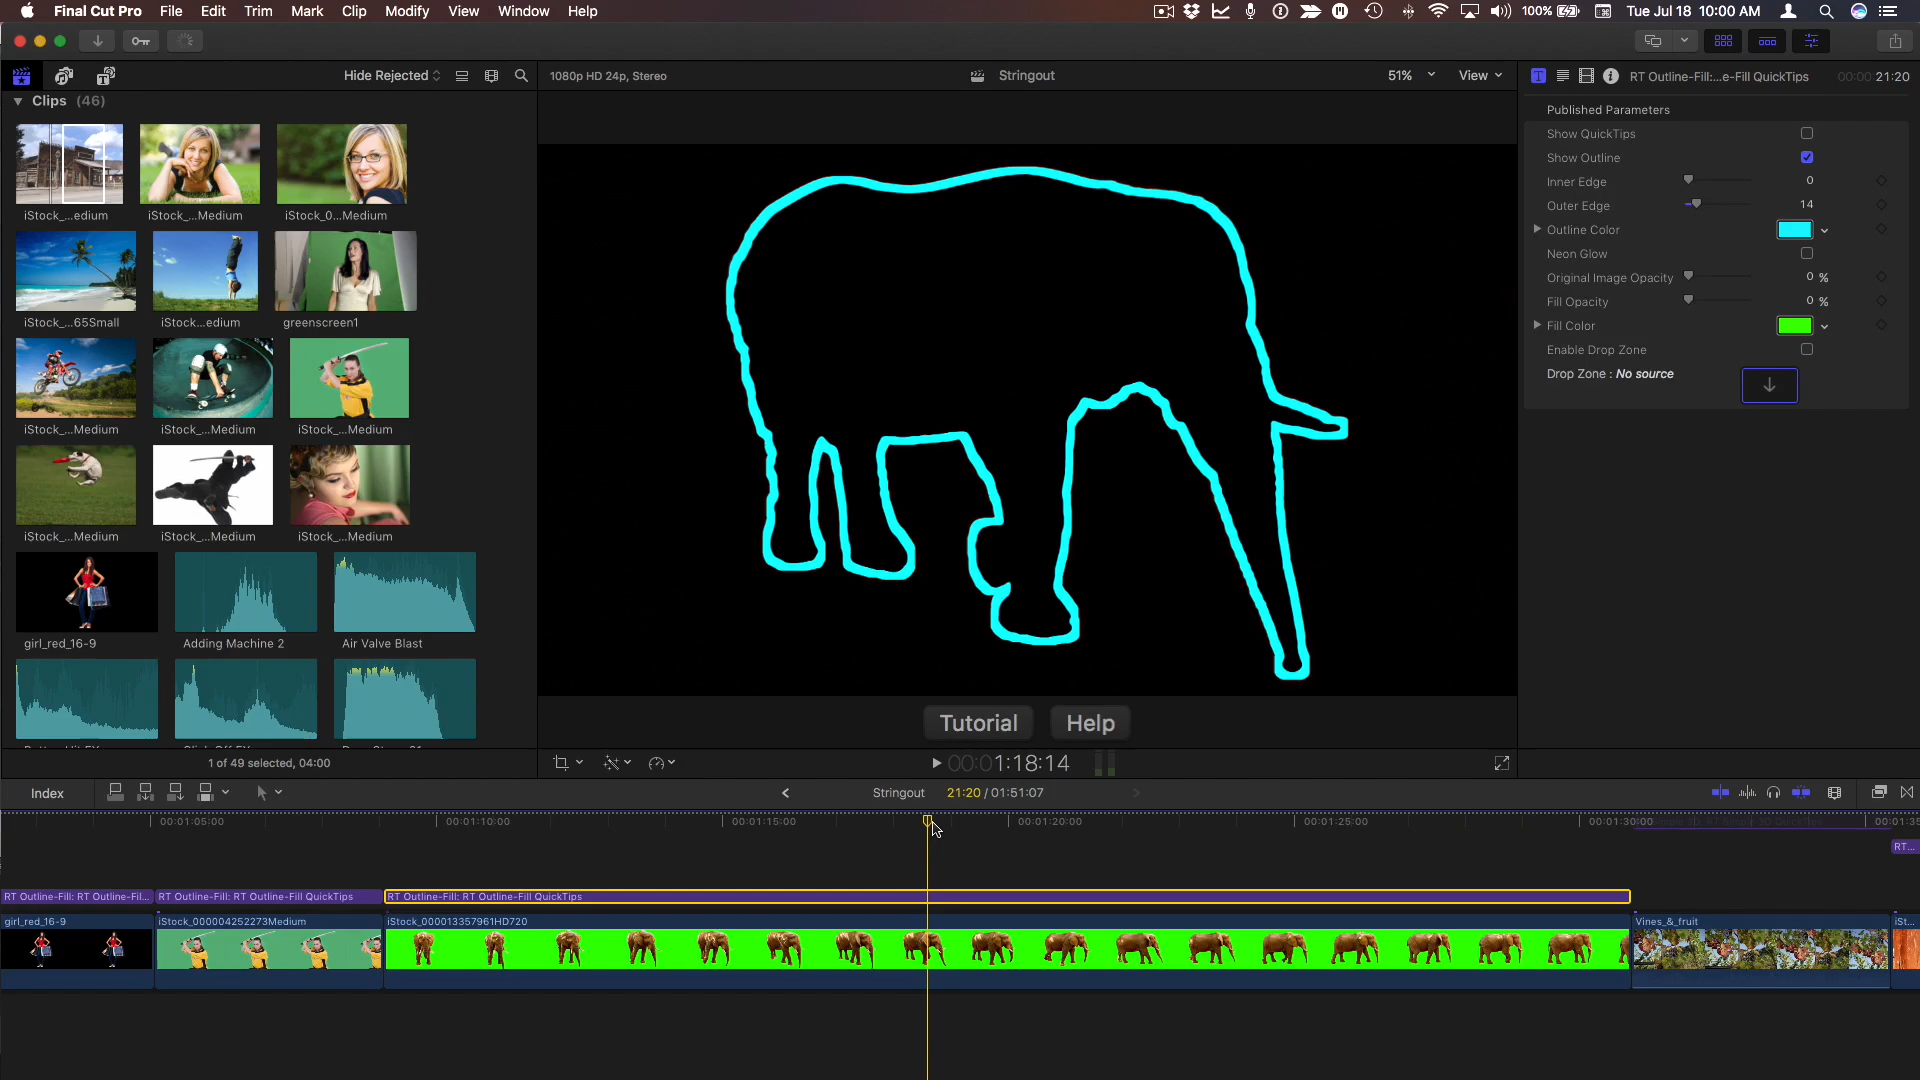 Final Cut Pro File Edit Trim Mark Clip Modify View Window Help 100% Tue Jul 18 10:00 AM
Hide Rejected 1080p HD 24p, Stereo Stringout 51% View RT Outline-Fill:...e-Fill QuickTips 00:00:21:20
Clips (46)
Published Parameters
Show QuickTips
Show Outline
Inner Edge 0
Outer Edge 14
Outline Color
Neon Glow
Original Image Opacity 0 %
Fill Opacity 0 %
Fill Color
Enable Drop Zone
Drop Zone : No source
iStock_...edium iStock_...Medium iStock_0...Medium
iStock_...65Small iStock...edium greenscreen1
iStock_...Medium iStock_...Medium iStock_...Medium
iStock_...Medium iStock_...Medium iStock_...Medium
girl_red_16-9 Adding Machine 2 Air Valve Blast
Tutorial Help
1 of 49 selected, 04:00 00:01:18:14
Index Stringout 21:20 / 01:51:07
00:01:05:00 00:01:10:00 00:01:15:00 00:01:20:00 00:01:25:00 00:01:30:00 00:01:35
RT...
RT Outline-Fill: RT Outline-Fil... RT Outline-Fill: RT Outline-Fill QuickTips RT Outline-Fill: RT Outline-Fill QuickTips
girl_red_16-9 iStock_000004252273Medium iStock_000013357961HD720 Vines_&_fruit iSt...